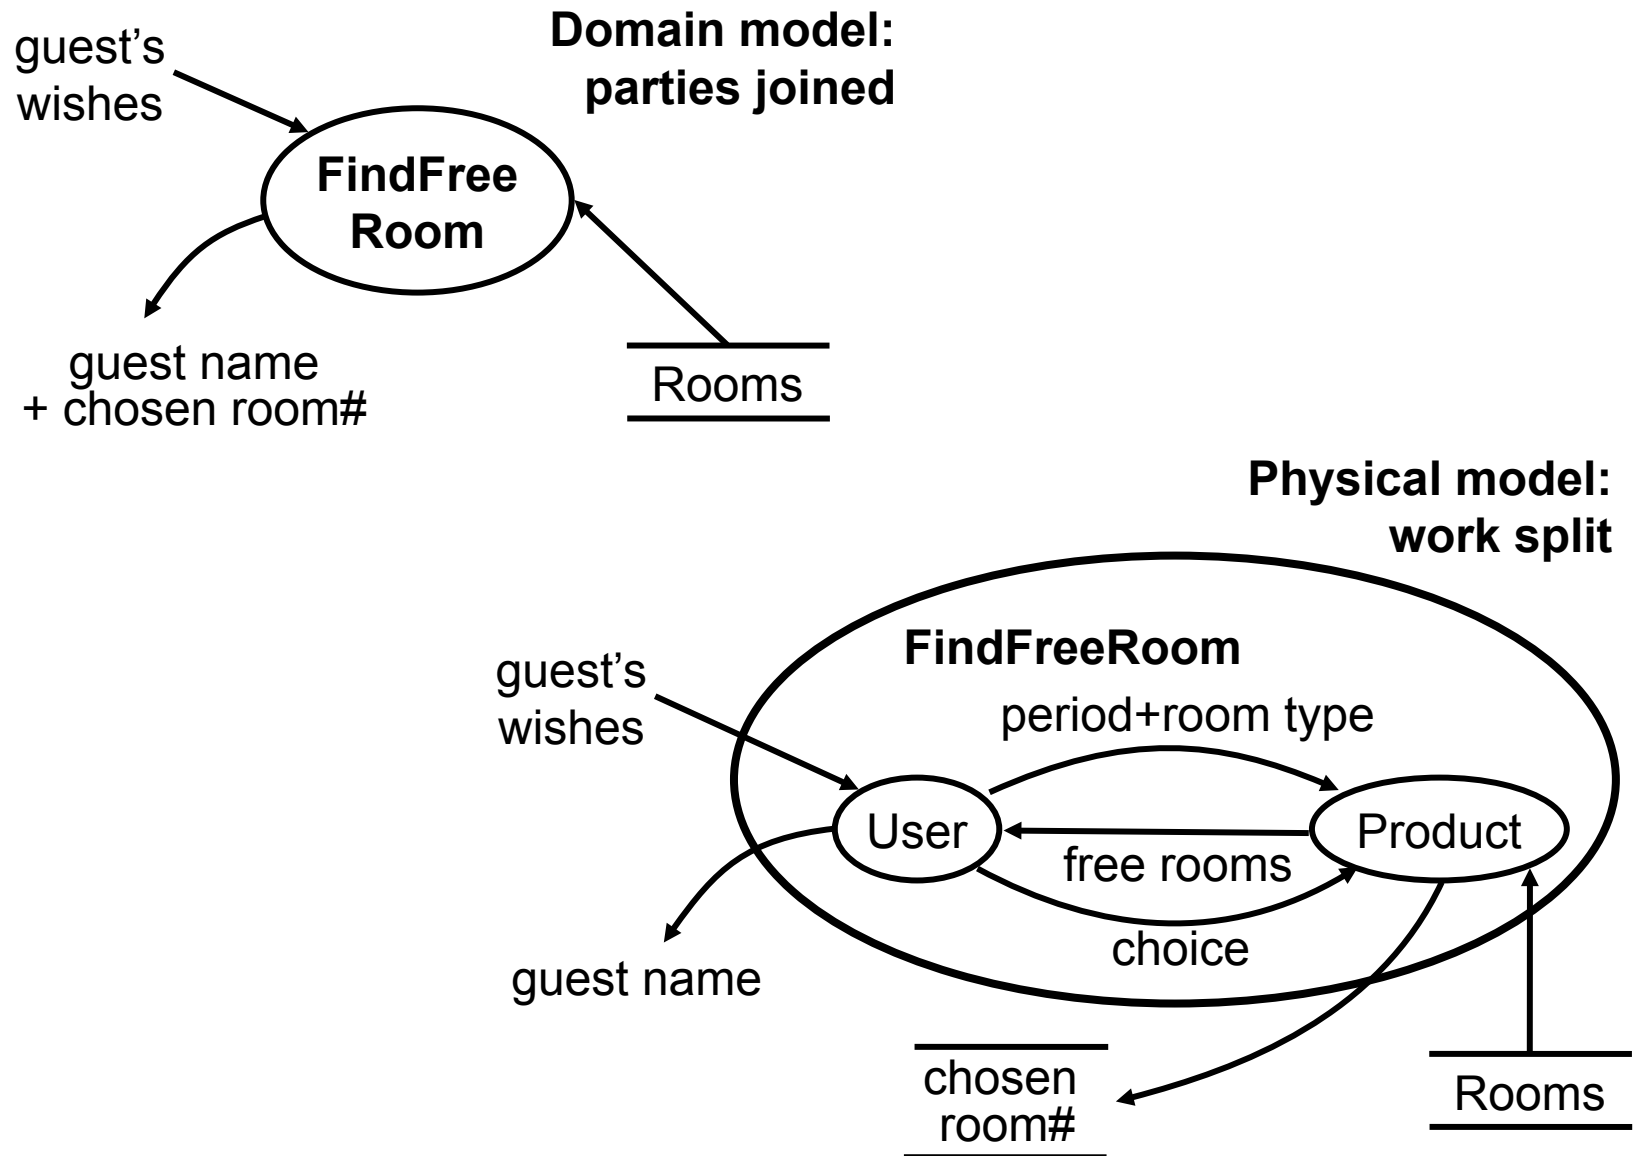 Domain model:
parties joined
guest’s
wishes
FindFree
Room
guest name
+ chosen room#
Rooms
Physical model:
work split
FindFreeRoom
guest’s
wishes
period+room type
User
Product
free rooms
choice
guest name
chosen
room#
Rooms